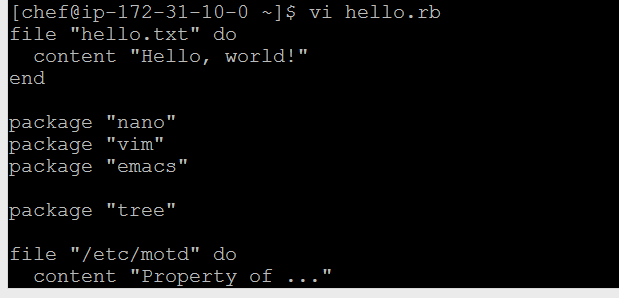 [chef@ip-172-31-10-0 ~]$ vi hello.rb
file "hello.txt" do
  content "Hello, world!"
end

package "nano"
package "vim"
package "emacs"

package "tree"

file "/etc/motd" do
  content "Property of ..."